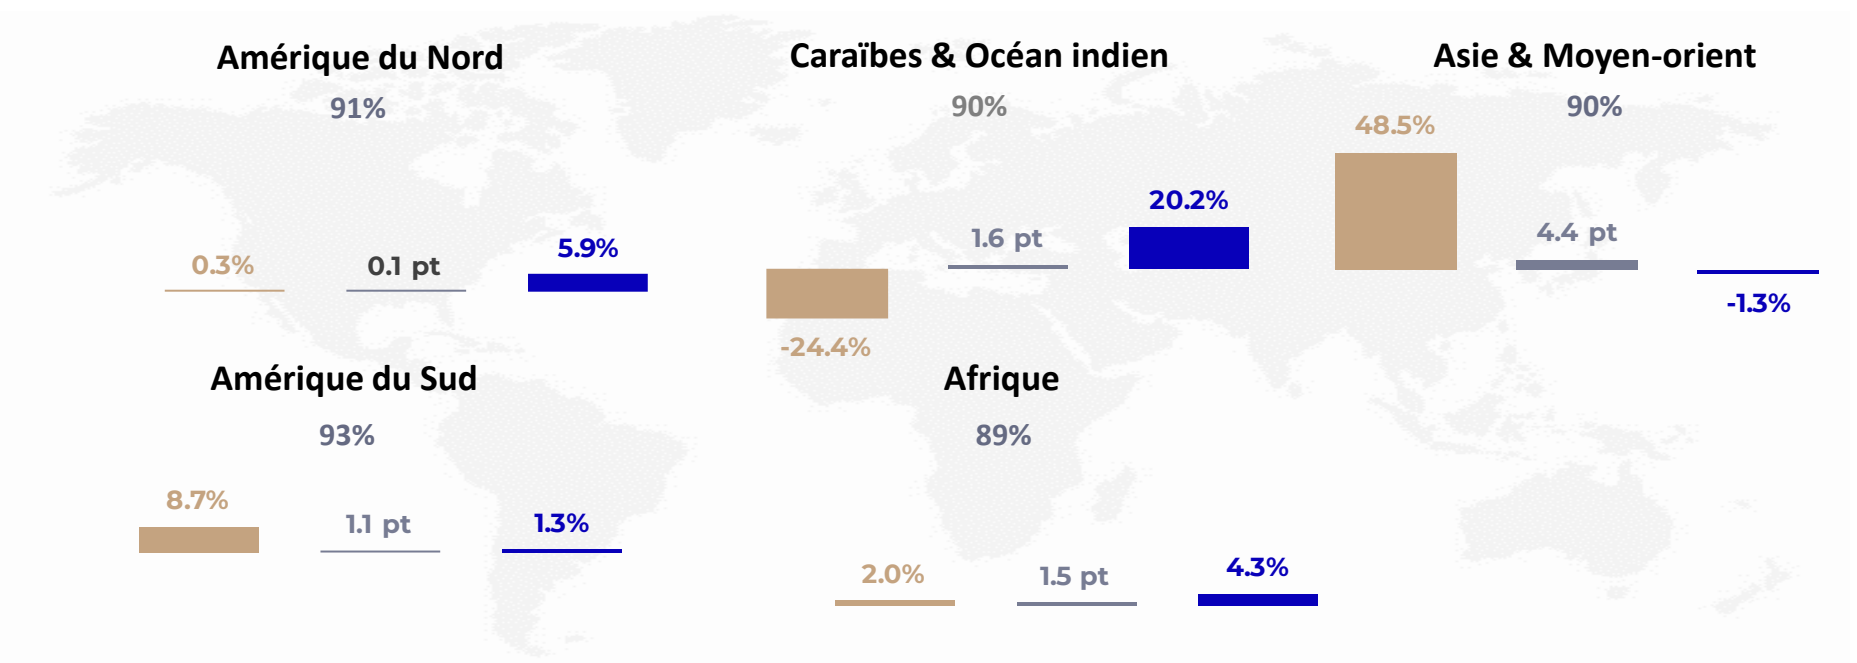 Amérique du Nord
91%
0.3%
0.1 pt
5.9%
Caraïbes & Océan indien
90%
-24.4%
1.6 pt
20.2%
Asie & Moyen-orient
90%
48.5%
4.4 pt
-1.3%
Amérique du Sud
93%
8.7%
1.1 pt
1.3%
Afrique
89%
2.0%
1.5 pt
4.3%